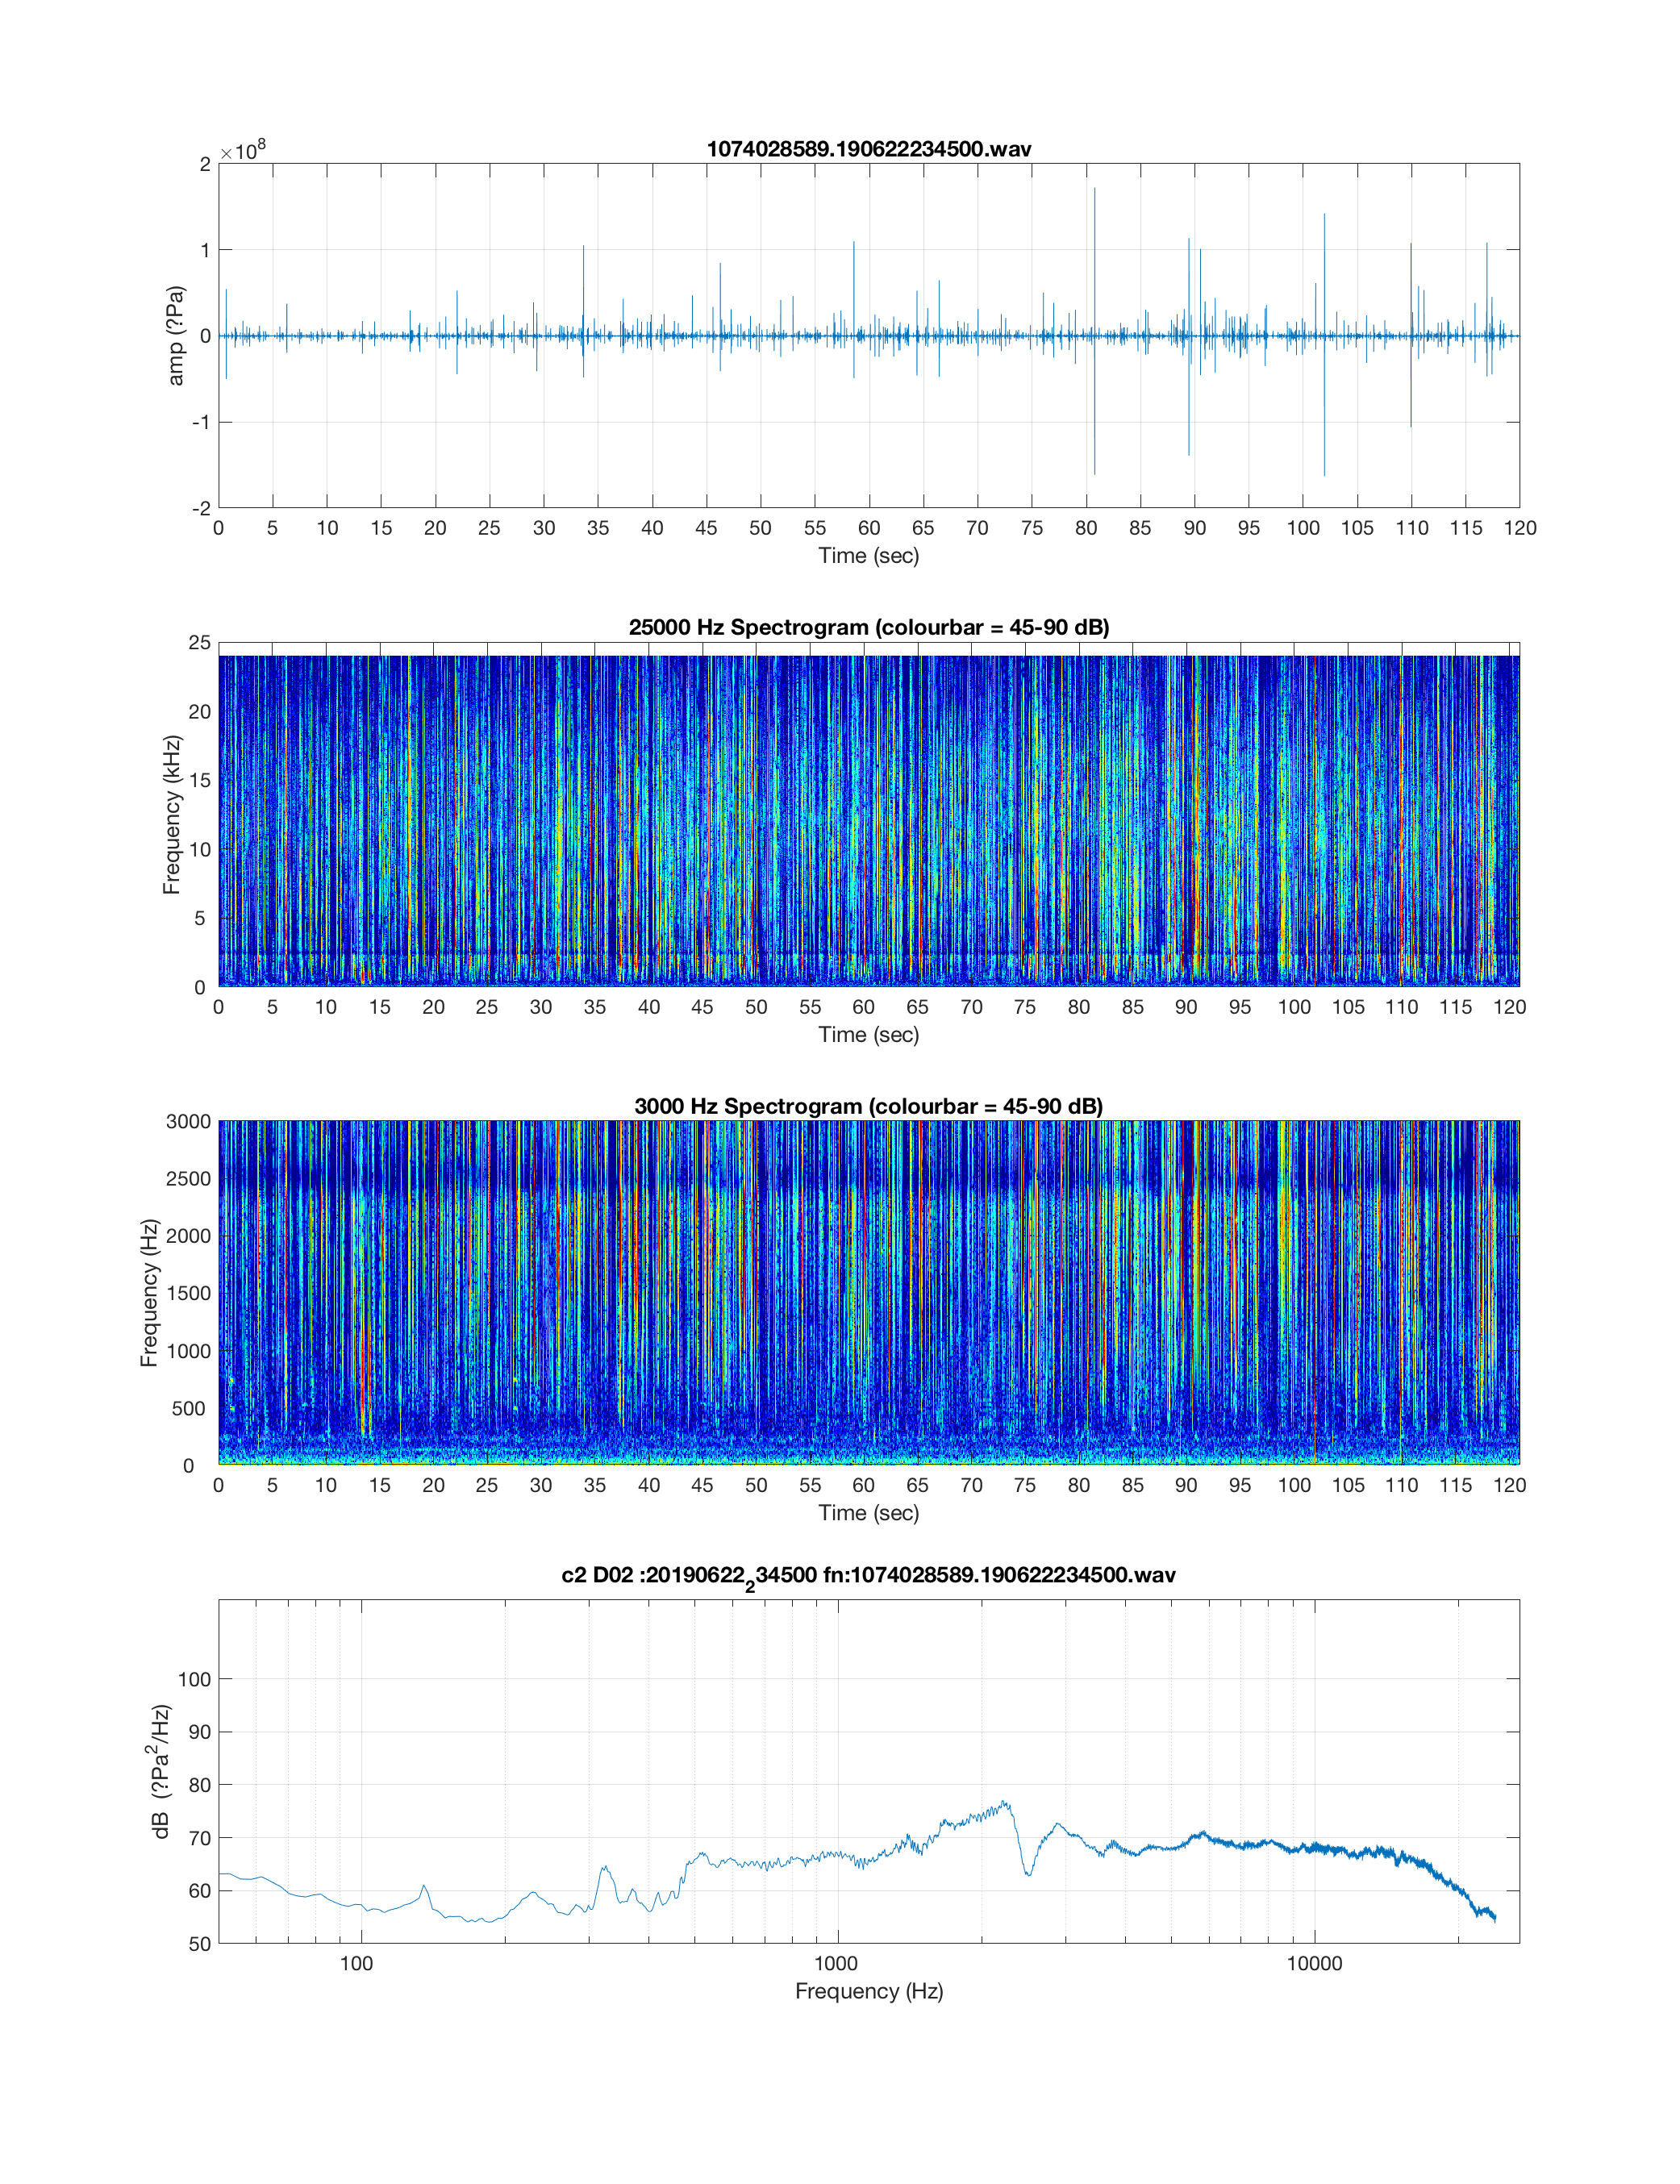 1074028589.190622234500.wav
×10⁸
2
1
0
-1
-2
amp (?Pa)
0 5 10 15 20 25 30 35 40 45 50 55 60 65 70 75 80 85 90 95 100 105 110 115 120
Time (sec)
25000 Hz Spectrogram (colourbar = 45-90 dB)
25
20
15
10
5
0
Frequency (kHz)
0 5 10 15 20 25 30 35 40 45 50 55 60 65 70 75 80 85 90 95 100 105 110 115 120
Time (sec)
3000 Hz Spectrogram (colourbar = 45-90 dB)
3000
2500
2000
1500
1000
500
0
Frequency (Hz)
0 5 10 15 20 25 30 35 40 45 50 55 60 65 70 75 80 85 90 95 100 105 110 115 120
Time (sec)
c2 D02 :20190622₂34500 fn:1074028589.190622234500.wav
100
90
80
70
60
50
dB (?Pa²/Hz)
100 1000 10000
Frequency (Hz)